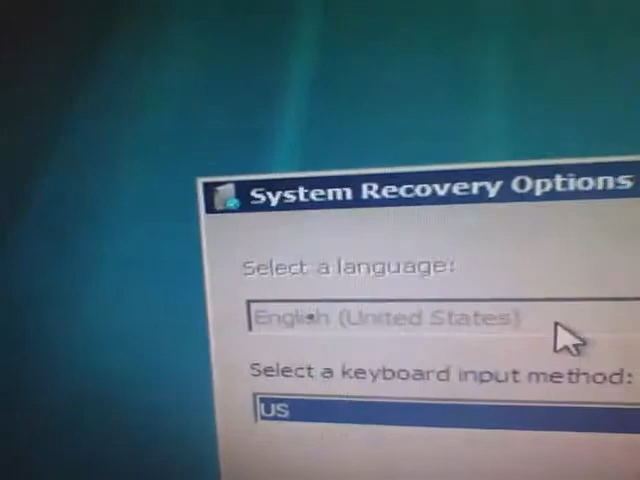 System Recovery Options
Select a language:
English (United States)
Select a keyboard input method:
US